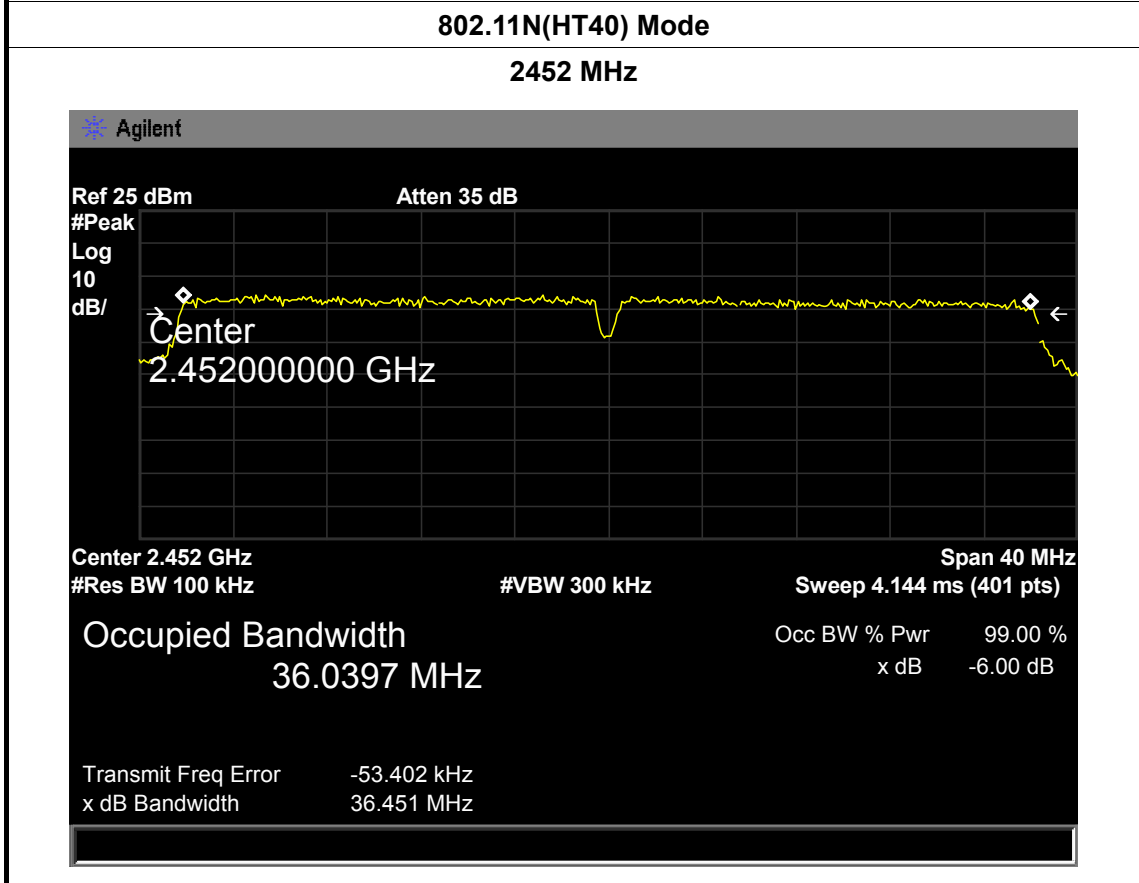 802.11N(HT40) Mode
2452 MHz
Agilent
Ref 25 dBm Atten 35 dB
#Peak
Log
10
dB/
Center
2.452000000 GHz
Center 2.452 GHz Span 40 MHz
#Res BW 100 kHz #VBW 300 kHz Sweep 4.144 ms (401 pts)
Occupied Bandwidth Occ BW % Pwr 99.00 %
36.0397 MHz x dB -6.00 dB
Transmit Freq Error -53.402 kHz
x dB Bandwidth 36.451 MHz